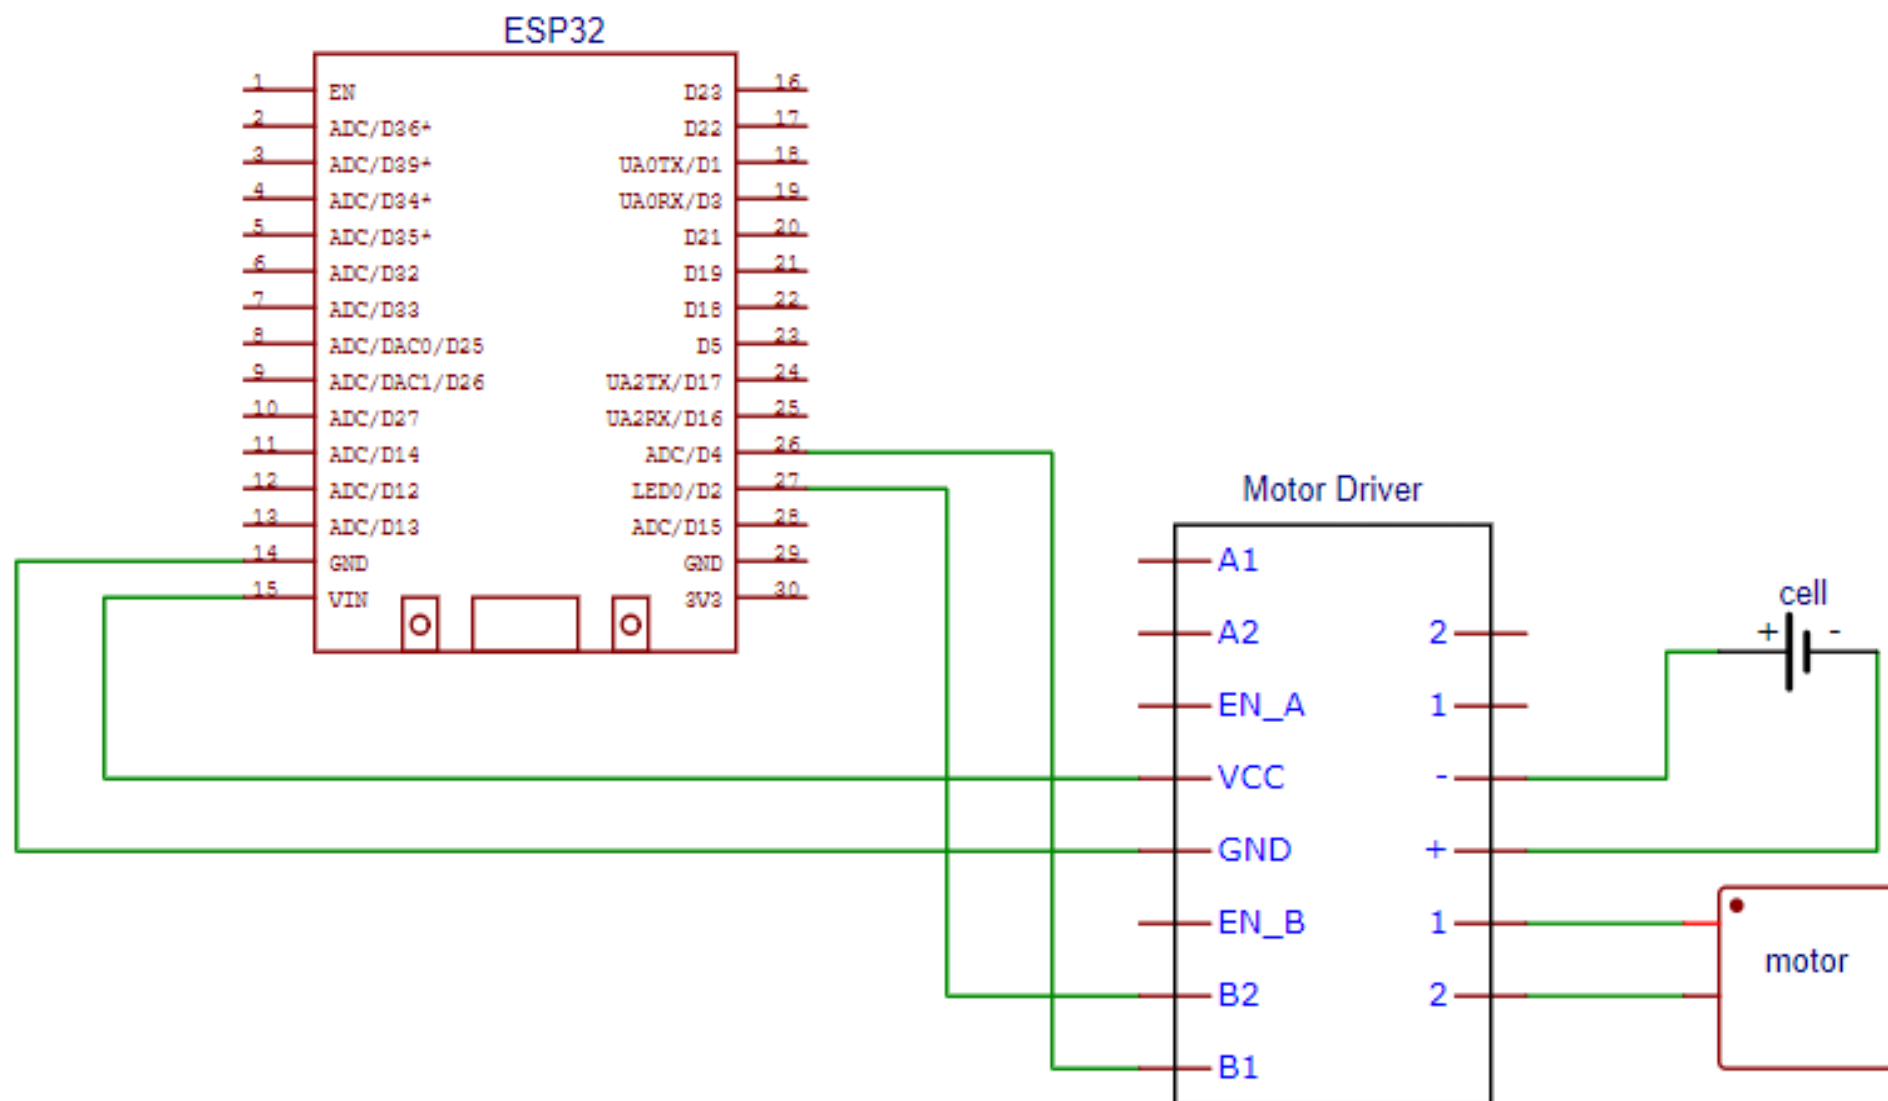 ESP32
1 EN D23 16
2 ADC/D36* D22 17
3 ADC/D39* UA0TX/D1 18
4 ADC/D34* UA0RX/D3 19
5 ADC/D35* D21 20
6 ADC/D32 D19 21
7 ADC/D33 D18 22
8 ADC/DAC0/D25 D5 23
9 ADC/DAC1/D26 UA2TX/D17 24
10 ADC/D27 UA2RX/D16 25
11 ADC/D14 ADC/D4 26
12 ADC/D12 LED0/D2 27
13 ADC/D13 ADC/D15 28
14 GND GND 29
15 VIN 3V3 30
Motor Driver
A1
A2 2
EN_A 1
VCC -
GND +
EN_B 1
B2 2
B1
cell
+ -
motor